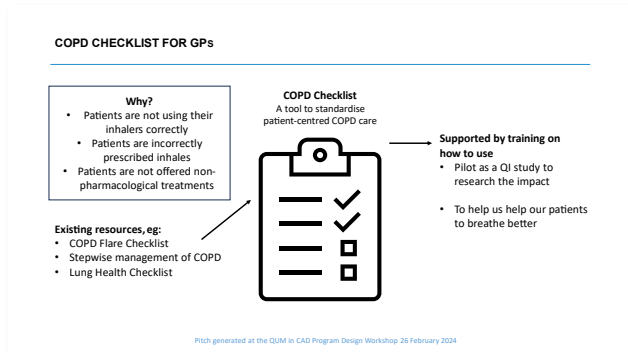 COPD CHECKLIST FOR GPs
Why?
• Patients are not using their
inhalers correctly
• Patients are incorrectly
prescribed inhales
• Patients are not offered non-
pharmacological treatments
Existing resources, eg:
• COPD Flare Checklist
• Stepwise management of COPD
• Lung Health Checklist
COPD Checklist
A tool to standardise
patient-centred COPD care
Supported by training on
how to use
• Pilot as a QI study to
research the impact
• To help us help our patients
to breathe better
Pitch generated at the QUM in CAD Program Design Workshop 26 February 2024